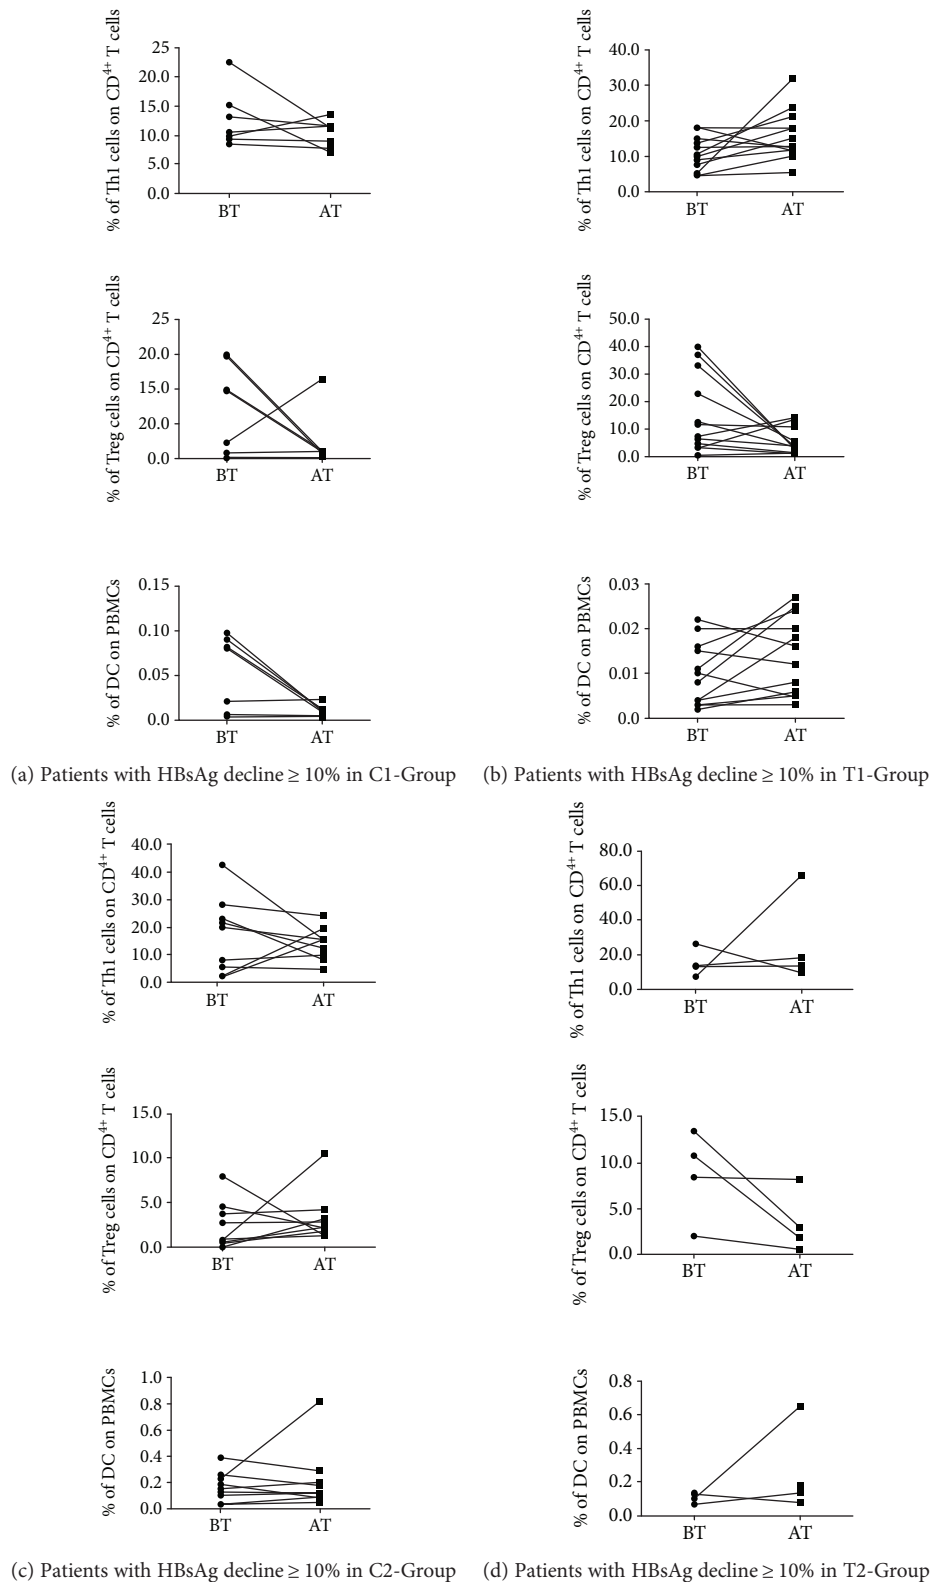 % of Th1 cells on CD⁴⁺ T cells
25
20.0
15.0
10.0
5.0
0.0
BT AT
% of Treg cells on CD⁴⁺ T cells
25
20.0
15.0
20.0
0.0
BT AT
% of DC on PBMCs
0.15
0.10
0.05
0.0
BT AT
(a) Patients with HBsAg decline ≥ 10% in C1-Group
% of Th1 cells on CD⁴⁺ T cells
40.0
30.0
20.0
10.0
0.0
BT AT
% of Treg cells on CD⁴⁺ T cells
50.0
40.0
30.0
20.0
10.0
0.0
BT AT
% of DC on PBMCs
0.03
0.02
0.01
0.0
BT AT
(b) Patients with HBsAg decline ≥ 10% in T1-Group
% of Th1 cells on CD⁴⁺ T cells
40.0
40.0
30.0
20.0
10.0
0.0
BT AT
% of Treg cells on CD⁴⁺ T cells
15.0
10.0
5.0
0.0
BT AT
% of DC on PBMCs
1.0
0.8
0.6
0.4
0.2
0.0
BT AT
(c) Patients with HBsAg decline ≥ 10% in C2-Group
% of Th1 cells on CD⁴⁺ T cells
80.0
60.0
40.0
20.0
0.0
BT AT
% of Treg cells on CD⁴⁺ T cells
15.0
10.0
5.0
0.0
BT AT
% of DC on PBMCs
0.8
0.6
0.4
0.2
0.0
BT AT
(d) Patients with HBsAg decline ≥ 10% in T2-Group